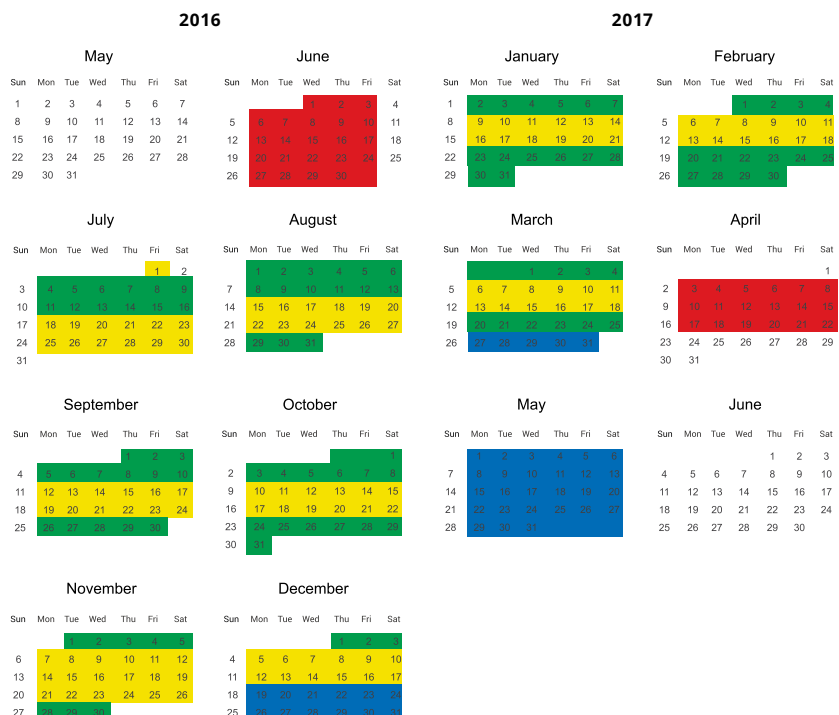 2016
May
Sun Mon Tue Wed Thu Fri Sat
1 2 3 4 5 6 7
8 9 10 11 12 13 14
15 16 17 18 19 20 21
22 23 24 25 26 27 28
29 30 31
June
Sun Mon Tue Wed Thu Fri Sat
1 2 3 4
5 6 7 8 9 10 11
12 13 14 15 16 17 18
19 20 21 22 23 24 25
26 27 28 29 30
July
Sun Mon Tue Wed Thu Fri Sat
1 2
3 4 5 6 7 8 9
10 11 12 13 14 15 16
17 18 19 20 21 22 23
24 25 26 27 28 29 30
31
August
Sun Mon Tue Wed Thu Fri Sat
1 2 3 4 5 6
7 8 9 10 11 12 13
14 15 16 17 18 19 20
21 22 23 24 25 26 27
28 29 30 31
September
Sun Mon Tue Wed Thu Fri Sat
1 2 3
4 5 6 7 8 9 10
11 12 13 14 15 16 17
18 19 20 21 22 23 24
25 26 27 28 29 30
October
Sun Mon Tue Wed Thu Fri Sat
1
2 3 4 5 6 7 8
9 10 11 12 13 14 15
16 17 18 19 20 21 22
23 24 25 26 27 28 29
30 31
November
Sun Mon Tue Wed Thu Fri Sat
1 2 3 4 5
6 7 8 9 10 11 12
13 14 15 16 17 18 19
20 21 22 23 24 25 26
27 28 29 30
December
Sun Mon Tue Wed Thu Fri Sat
1 2 3
4 5 6 7 8 9 10
11 12 13 14 15 16 17
18 19 20 21 22 23 24
25 26 27 28 29 30 31
2017
January
Sun Mon Tue Wed Thu Fri Sat
1 2 3 4 5 6 7
8 9 10 11 12 13 14
15 16 17 18 19 20 21
22 23 24 25 26 27 28
29 30 31
February
Sun Mon Tue Wed Thu Fri Sat
1 2 3 4
5 6 7 8 9 10 11
12 13 14 15 16 17 18
19 20 21 22 23 24 25
26 27 28 29 30
March
Sun Mon Tue Wed Thu Fri Sat
1 2 3 4
5 6 7 8 9 10 11
12 13 14 15 16 17 18
19 20 21 22 23 24 25
26 27 28 29 30 31
April
Sun Mon Tue Wed Thu Fri Sat
1
2 3 4 5 6 7 8
9 10 11 12 13 14 15
16 17 18 19 20 21 22
23 24 25 26 27 28 29
30 31
May
Sun Mon Tue Wed Thu Fri Sat
1 2 3 4 5 6
7 8 9 10 11 12 13
14 15 16 17 18 19 20
21 22 23 24 25 26 27
28 29 30 31
June
Sun Mon Tue Wed Thu Fri Sat
1 2 3
4 5 6 7 8 9 10
11 12 13 14 15 16 17
18 19 20 21 22 23 24
25 26 27 28 29 30